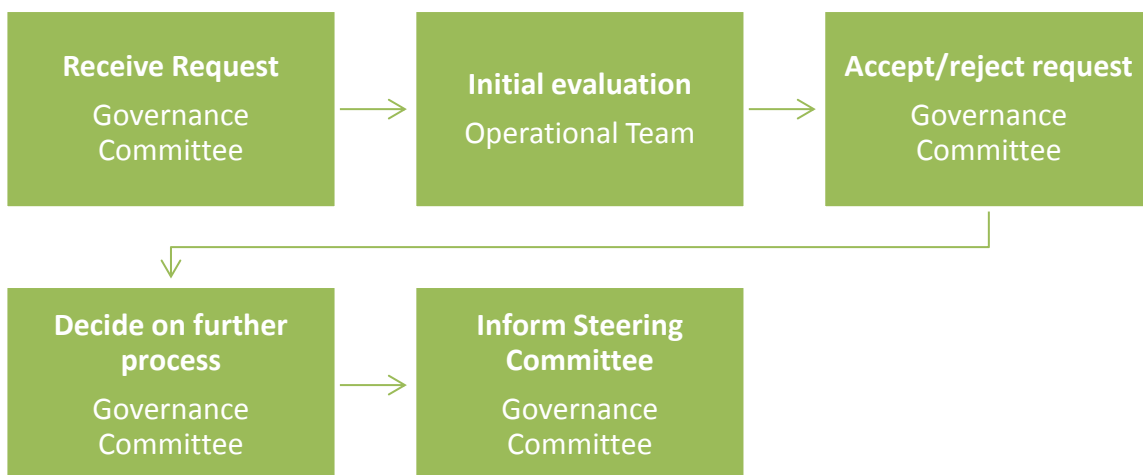 Receive Request
Governance
Committee
Initial evaluation
Operational Team
Accept/reject request
Governance
Committee
Decide on further
process
Governance
Committee
Inform Steering
Committee
Governance
Committee